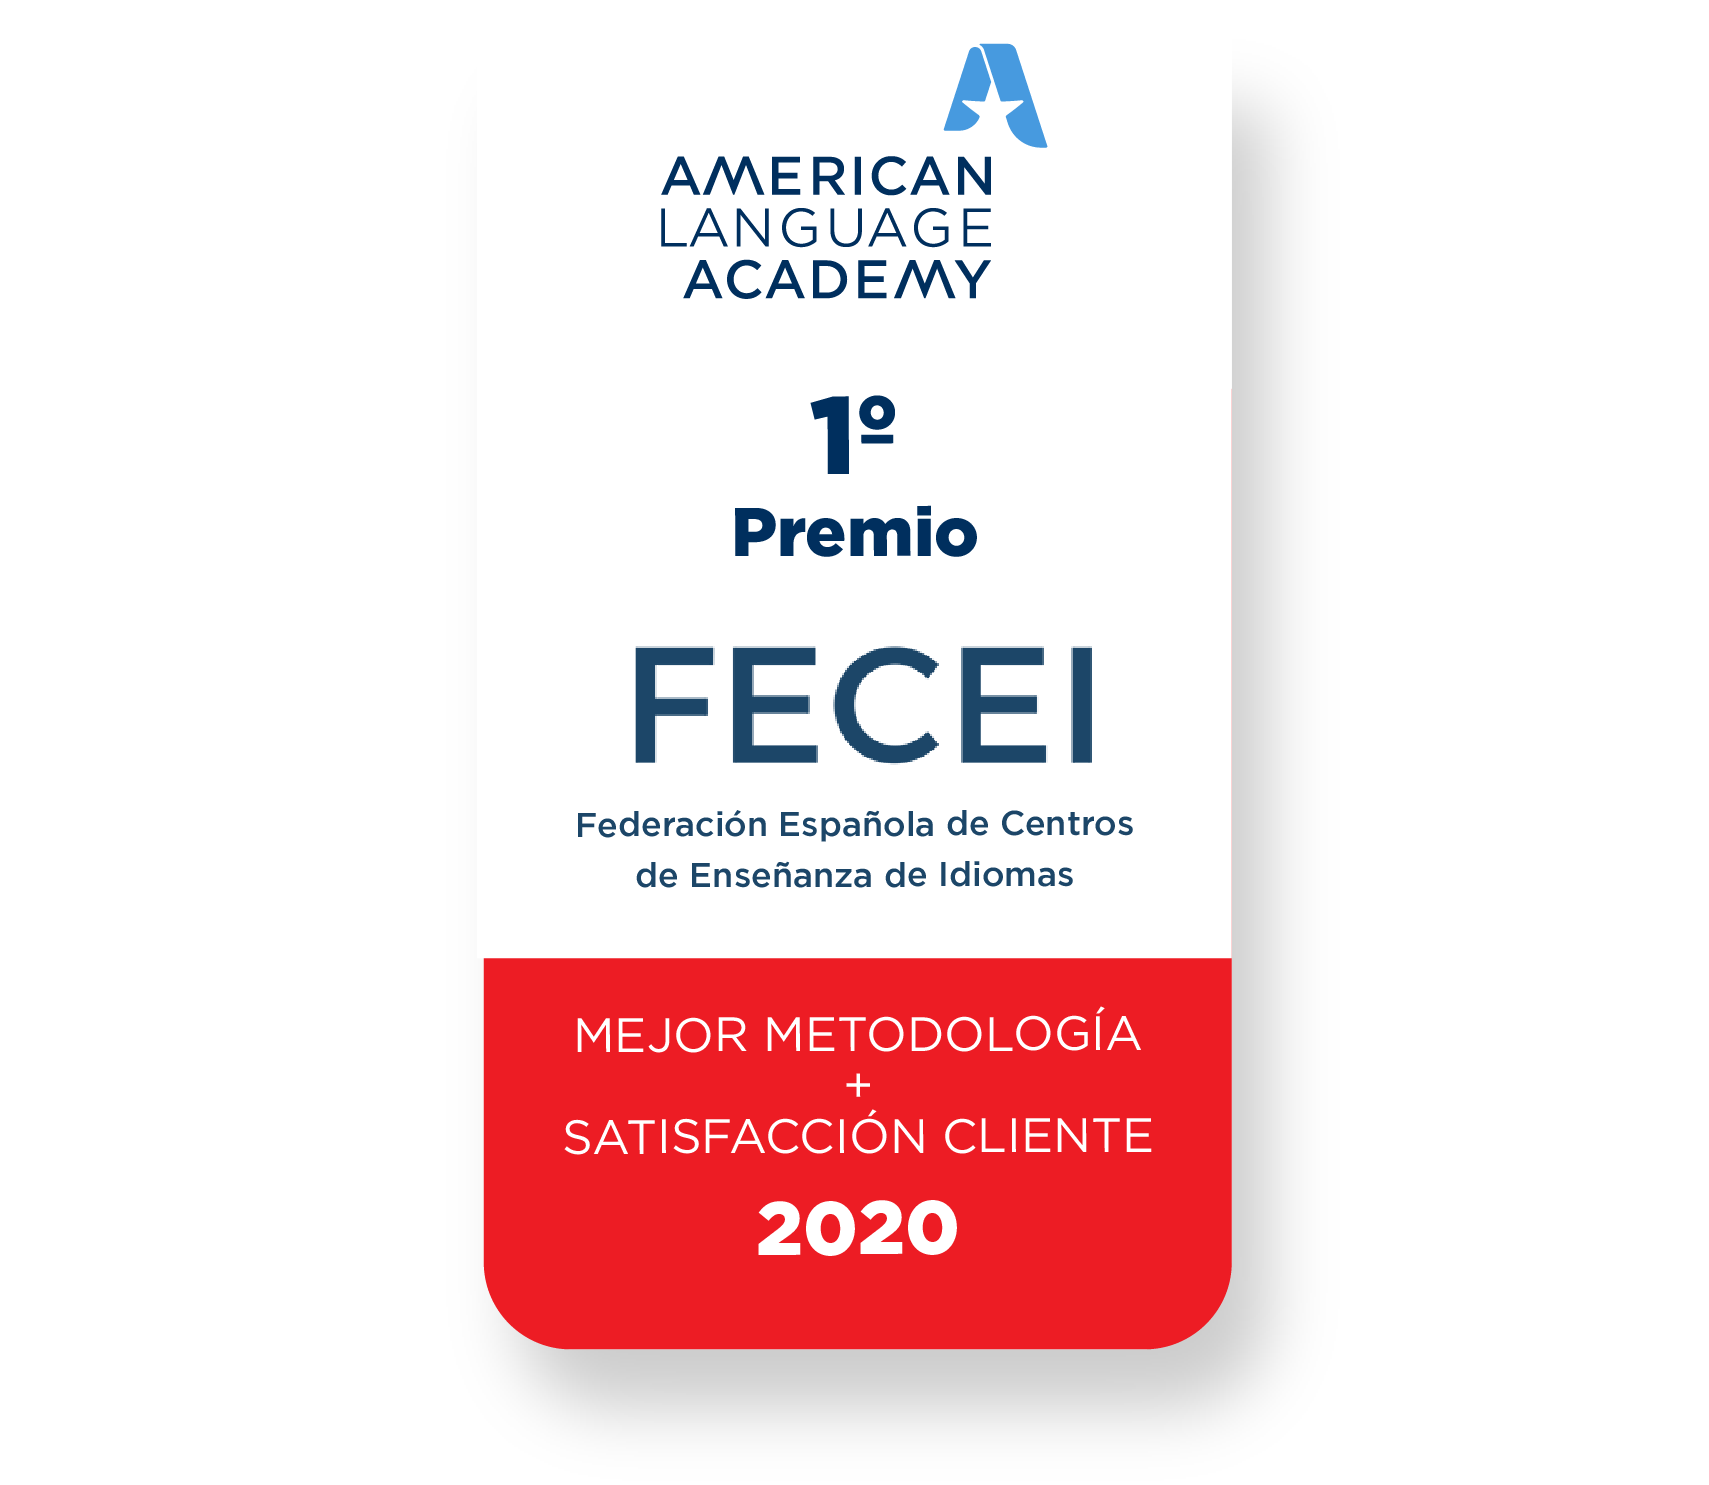 AMERICAN
LANGUAGE
ACADEMY
1º
Premio
FECEI
Federación Española de Centros
de Enseñanza de Idiomas
MEJOR METODOLOGÍA
+
SATISFACCIÓN CLIENTE
2020